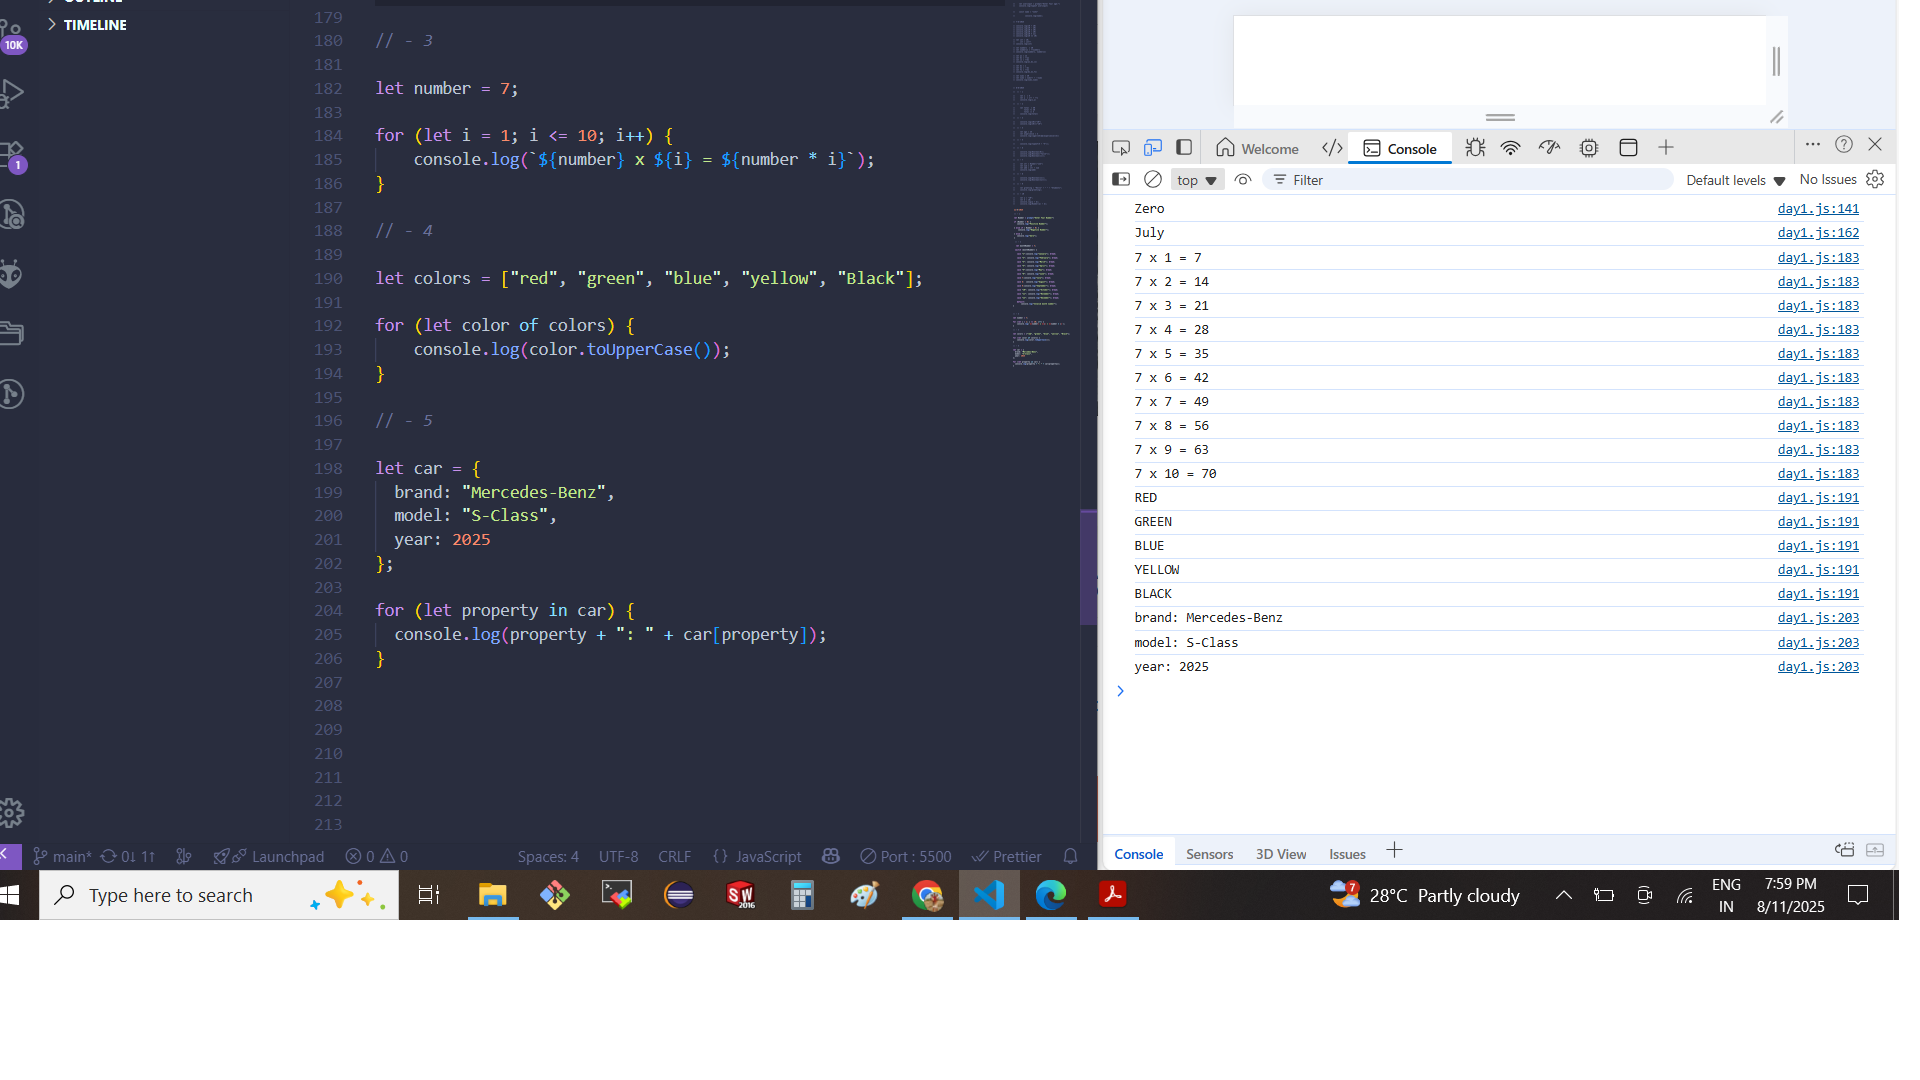 TIMELINE
10K
1
179
180 // - 3
181
182 let number = 7;
183
184 for (let i = 1; i <= 10; i++) {
185 console.log(`${number} x ${i} = ${number * i}`);
186 }
187
188 // - 4
189
190 let colors = ["red", "green", "blue", "yellow", "Black"];
191
192 for (let color of colors) {
193 console.log(color.toUpperCase());
194 }
195
196 // - 5
197
198 let car = {
199 brand: "Mercedes-Benz",
200 model: "S-Class",
201 year: 2025
202 };
203
204 for (let property in car) {
205 console.log(property + ": " + car[property]);
206 }
207
208
209
210
211
212
213
main* 0↓ 1↑ Launchpad 0 0 Spaces: 4 UTF-8 CRLF {} JavaScript Port : 5500 Prettier
Welcome Console
top Filter Default levels No Issues
Zero day1.js:141
July day1.js:162
7 x 1 = 7 day1.js:183
7 x 2 = 14 day1.js:183
7 x 3 = 21 day1.js:183
7 x 4 = 28 day1.js:183
7 x 5 = 35 day1.js:183
7 x 6 = 42 day1.js:183
7 x 7 = 49 day1.js:183
7 x 8 = 56 day1.js:183
7 x 9 = 63 day1.js:183
7 x 10 = 70 day1.js:183
RED day1.js:191
GREEN day1.js:191
BLUE day1.js:191
YELLOW day1.js:191
BLACK day1.js:191
brand: Mercedes-Benz day1.js:203
model: S-Class day1.js:203
year: 2025 day1.js:203
Console Sensors 3D View Issues
Type here to search
SW
2016
7
28°C Partly cloudy
ENG
IN
7:59 PM
8/11/2025